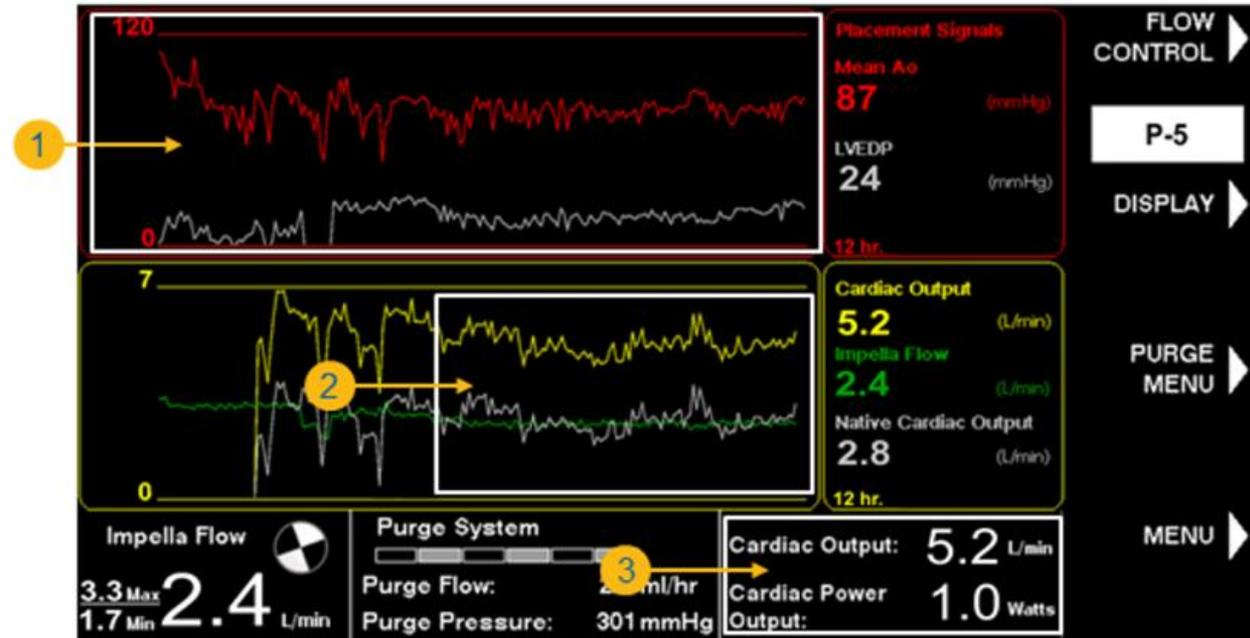 120
0
1
Placement Signals
Mean Ao
87 (mmHg)
LVEDP
24 (mmHg)
12 hr.
FLOW
CONTROL
P-5
DISPLAY
7
0
2
Cardiac Output
5.2 (L/min)
Impella Flow
2.4 (L/min)
Native Cardiac Output
2.8 (L/min)
12 hr.
PURGE
MENU
Impella Flow
3.3 Max
1.7 Min
2.4 L/min
Purge System
Purge Flow: ml/hr
Purge Pressure: 301 mmHg
3
Cardiac Output: 5.2 L/min
Cardiac Power
Output:
1.0 Watts
MENU